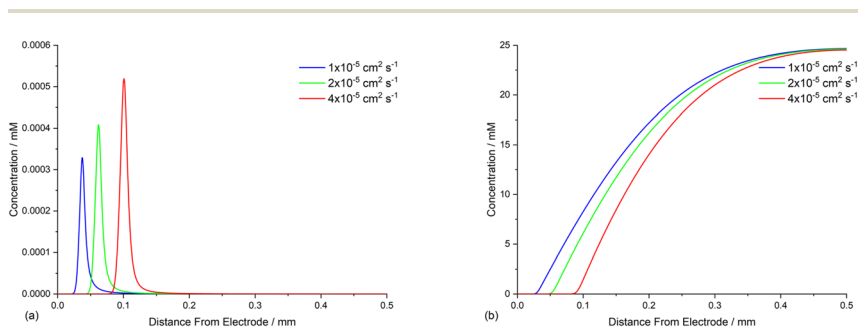 0.0006
0.0005
0.0004
0.0003
0.0002
0.0001
0.0000
Concentration / mM
1x10⁻⁵ cm² s⁻¹
2x10⁻⁵ cm² s⁻¹
4x10⁻⁵ cm² s⁻¹
0.0 0.1 0.2 0.3 0.4 0.5
(a) Distance From Electrode / mm
25
20
15
10
5
0
Concentration / mM
1x10⁻⁵ cm² s⁻¹
2x10⁻⁵ cm² s⁻¹
4x10⁻⁵ cm² s⁻¹
0.0 0.1 0.2 0.3 0.4 0.5
(b) Distance From Electrode / mm